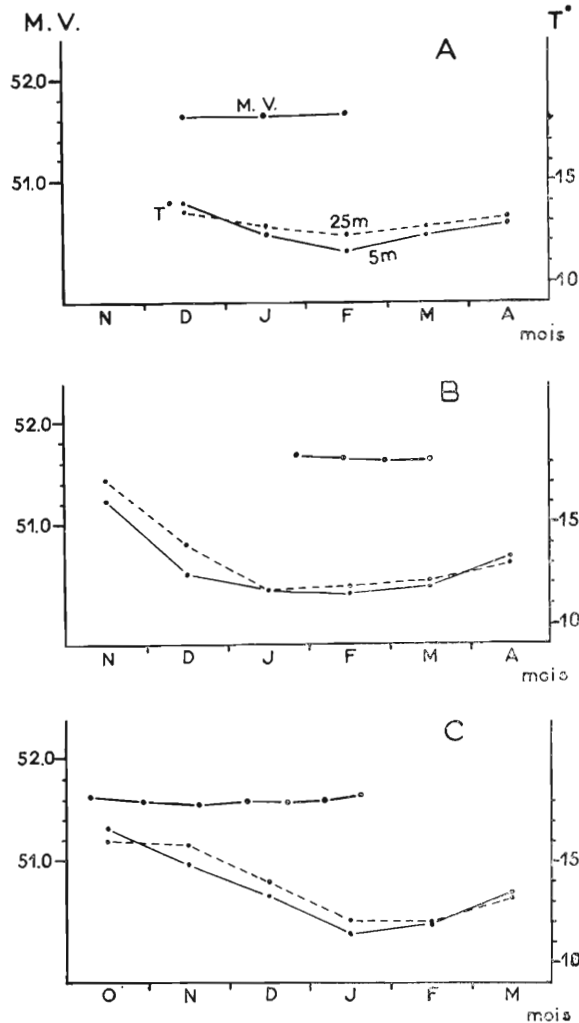 M. V. T°
A
52.0
M. V.
51.0
15
T°
25m
5m
10
N D J F M A
mois
B
52.0
51.0
15
10
N D J F M A
mois
C
52.0
51.0
15
10
O N D J F M
mois